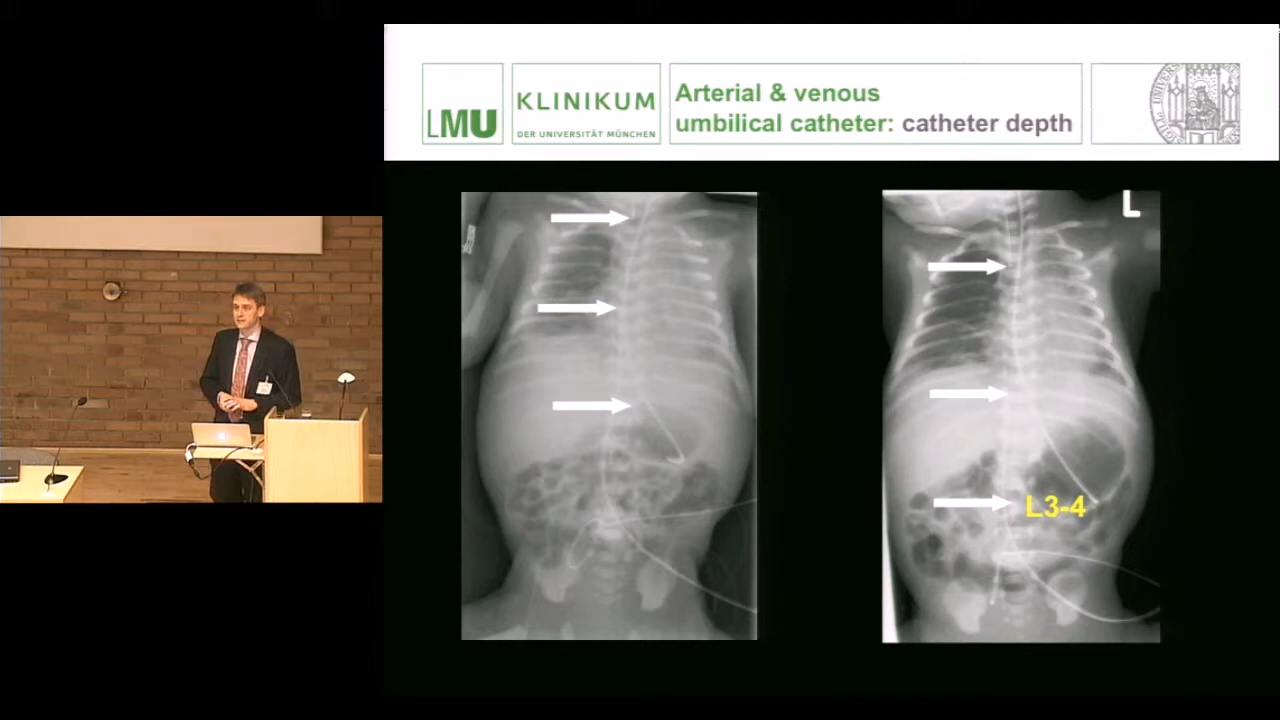 LMU
KLINIKUM
DER UNIVERSITÄT MÜNCHEN
Arterial & venous
umbilical catheter: catheter depth
L
L3-4